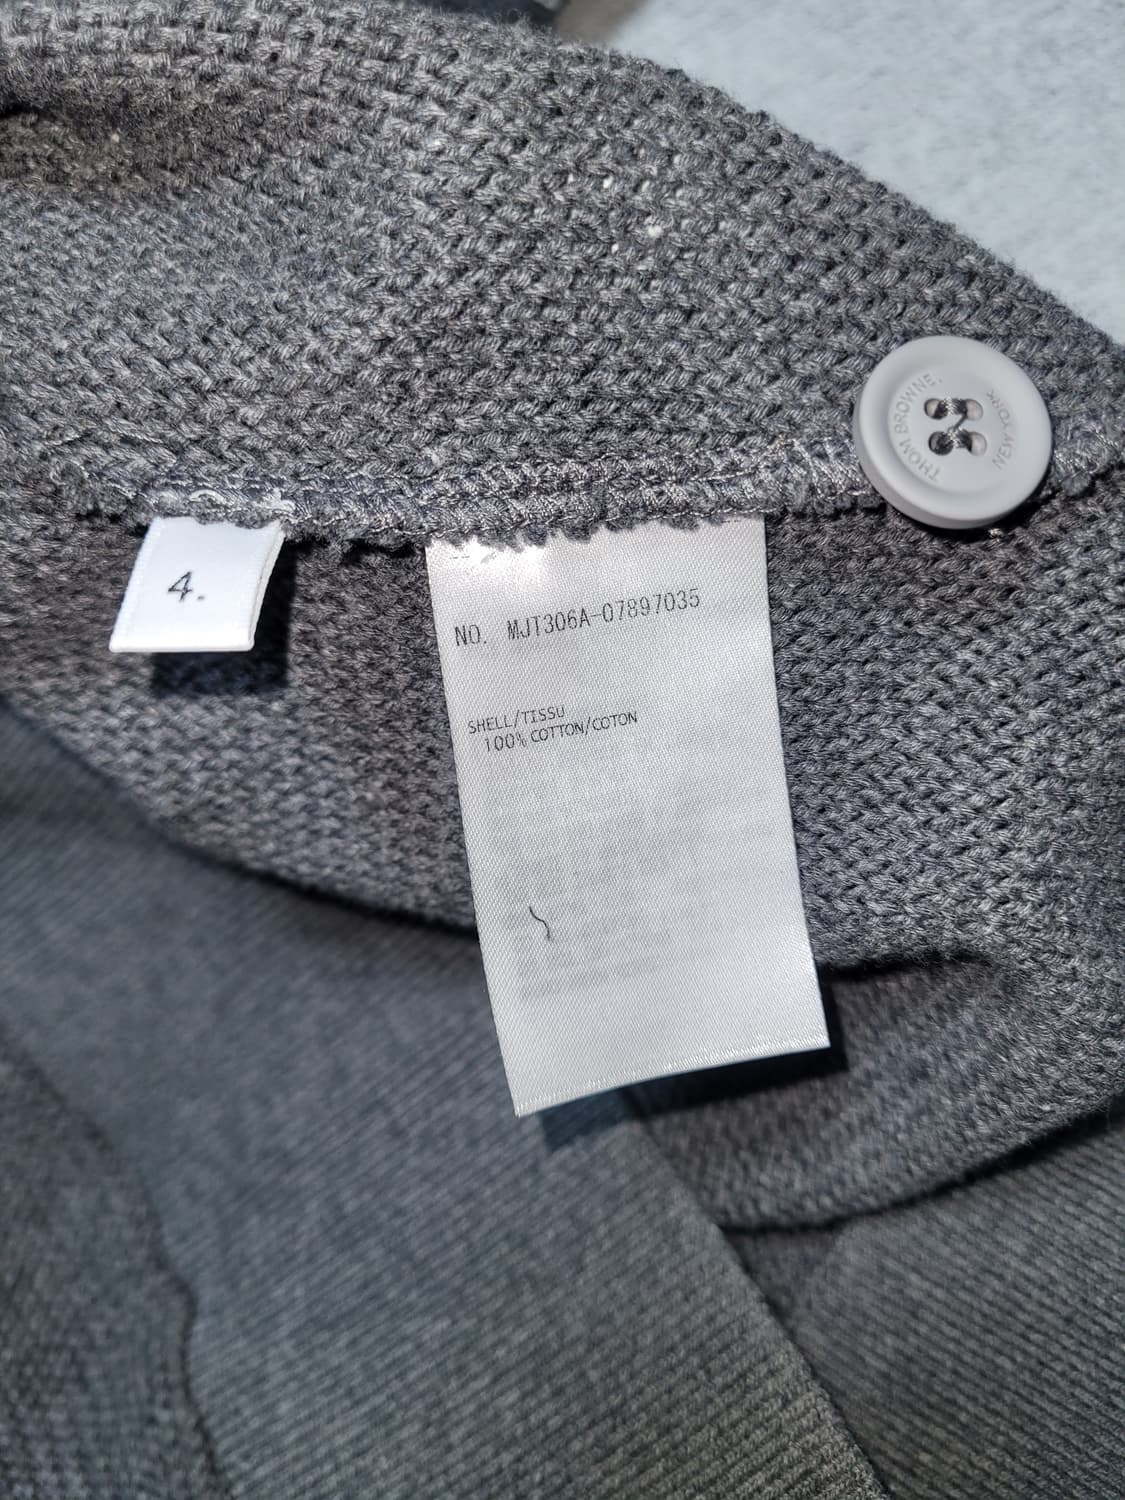 THOM BROWNE.
NEW YORK
4.
NO. MJT306A-07897035
SHELL/TISSU
100% COTTON/COTON